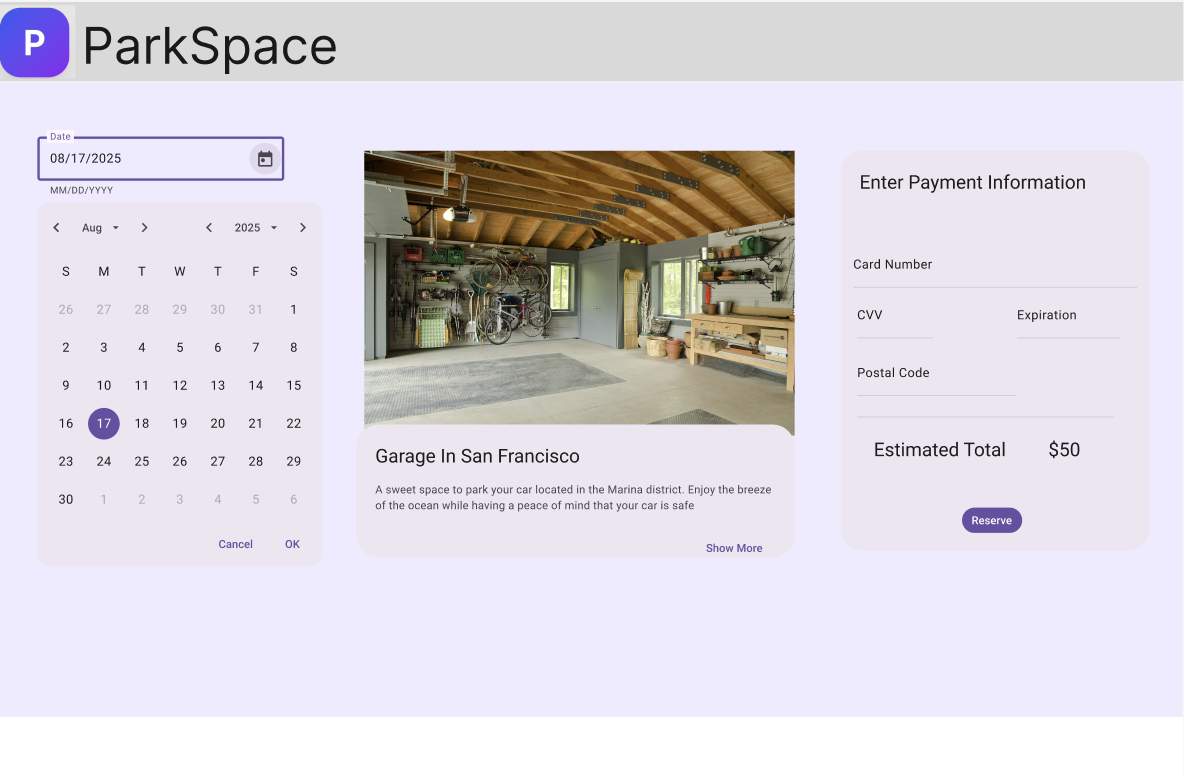 P ParkSpace
Date
08/17/2025
MM/DD/YYYY
Aug 2025
S M T W T F S
26 27 28 29 30 31 1
2 3 4 5 6 7 8
9 10 11 12 13 14 15
16 17 18 19 20 21 22
23 24 25 26 27 28 29
30 1 2 3 4 5 6
Cancel OK
Garage In San Francisco
A sweet space to park your car located in the Marina district. Enjoy the breeze
of the ocean while having a peace of mind that your car is safe
Show More
Enter Payment Information
Card Number
CVV Expiration
Postal Code
Estimated Total $50
Reserve